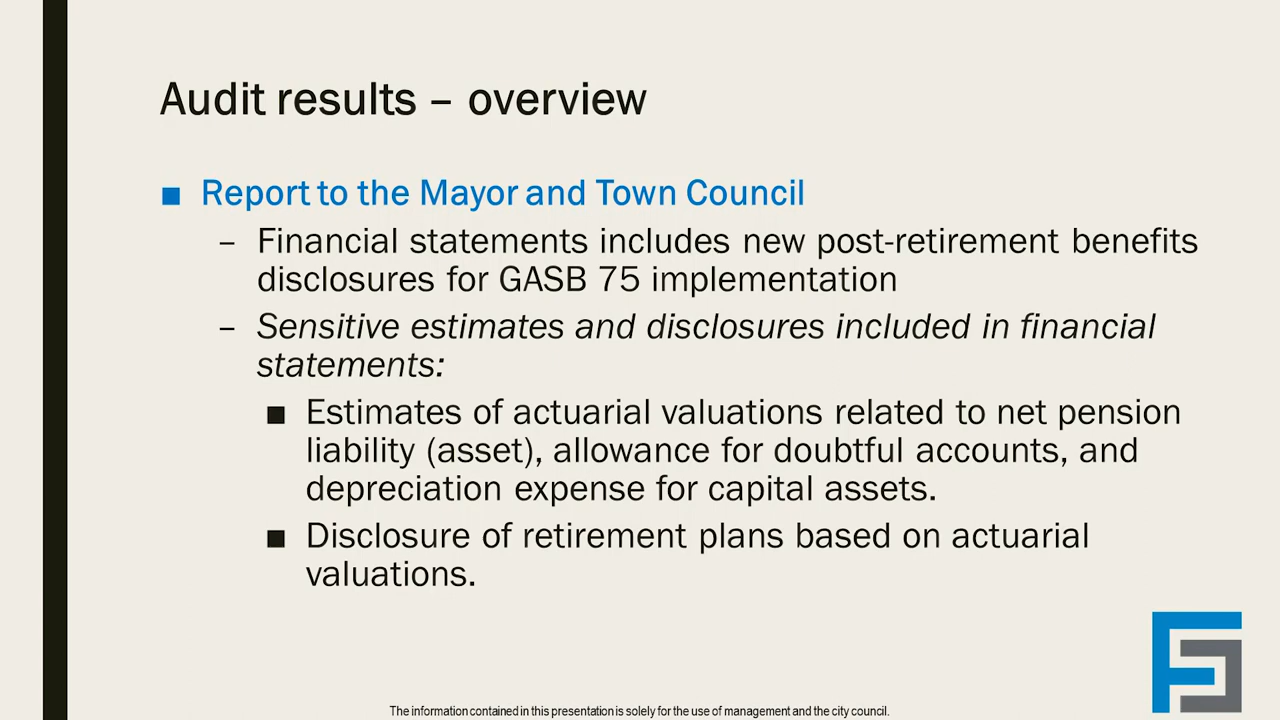 Audit results – overview
■ Report to the Mayor and Town Council
– Financial statements includes new post-retirement benefits
disclosures for GASB 75 implementation
– Sensitive estimates and disclosures included in financial
statements:
■ Estimates of actuarial valuations related to net pension
liability (asset), allowance for doubtful accounts, and
depreciation expense for capital assets.
■ Disclosure of retirement plans based on actuarial
valuations.
The information contained in this presentation is solely for the use of management and the city council.